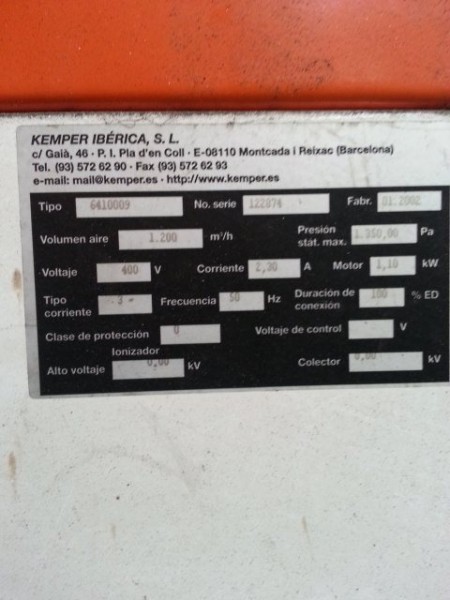 KEMPER IBÉRICA, S. L.
c/ Gaià, 46 · P. I. Pla d'en Coll · E-08110 Montcada i Reixac (Barcelona)
Tel. (93) 572 62 90 · Fax (93) 572 62 93
e-mail: mail@kemper.es · http://www.kemper.es
Tipo 6410009 No. serie 122874 Fabr. 01.2002
Volumen aire 1.200 m³/h Presión stát. max. 1.350,00 Pa
Voltaje 400 V Corriente 2,30 A Motor 1,10 kW
Tipo corriente 3 ~ Frecuencia 50 Hz Duración de conexión 100 % ED
Clase de protección 0 Voltaje de control V
Ionizador
Alto voltaje 0,00 kV Colector 0,00 kV